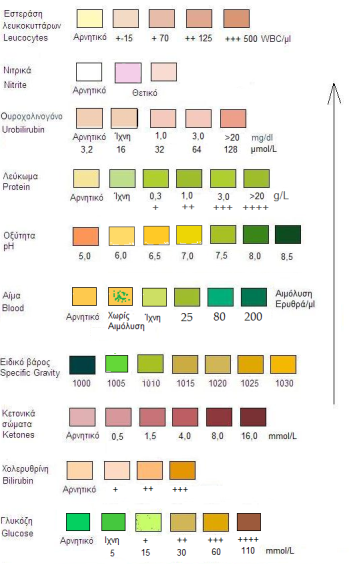 Εστεράση
λευκοκυττάρων
Leucocytes
Αρνητικό +-15 + 70 ++ 125 +++ 500 WBC/μl
Νιτρικά
Nitrite
Αρνητικό Θετικό
Ουροχολινογόνο
Urobilirubin
Αρνητικό Ίχνη 1,0 3,0 >20 mg/dl
3,2 16 32 64 128 μmol/L
Λεύκωμα
Protein
Αρνητικό Ίχνη 0,3 1,0 3,0 >20 g/L
+ ++ +++ ++++
Οξύτητα
pH
5,0 6,0 6,5 7,0 7,5 8,0 8,5
Αίμα
Blood
Αρνητικό Χωρίς Αιμόλυση Ίχνη 25 80 200 Αιμόλυση Ερυθρά/μl
Ειδικό βάρος
Specific Gravity
1000 1005 1010 1015 1020 1025 1030
Κετονικά
σώματα
Ketones
Αρνητικό 0,5 1,5 4,0 8,0 16,0 mmol/L
Χολερυθρίνη
Bilirubin
Αρνητικό + ++ +++
Γλυκόζη
Glucose
Αρνητικό Ιχνη + ++ +++ ++++
5 15 30 60 110 mmol/L